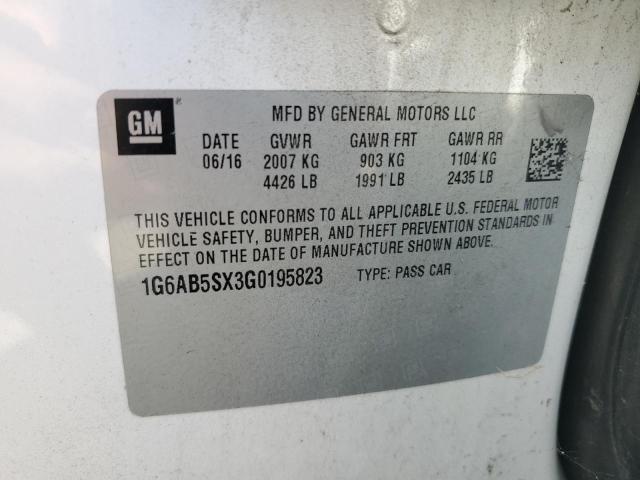 GM
MFD BY GENERAL MOTORS LLC
DATE GVWR GAWR FRT GAWR RR
06/16 2007 KG 903 KG 1104 KG
4426 LB 1991 LB 2435 LB
THIS VEHICLE CONFORMS TO ALL APPLICABLE U.S. FEDERAL MOTOR
VEHICLE SAFETY, BUMPER, AND THEFT PREVENTION STANDARDS IN
EFFECT ON THE DATE OF MANUFACTURE SHOWN ABOVE.
1G6AB5SX3G0195823 TYPE: PASS CAR